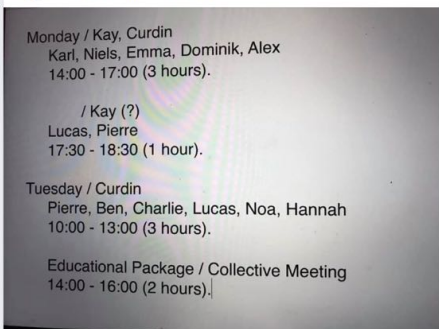 Monday / Kay, Curdin
Karl, Niels, Emma, Dominik, Alex
14:00 - 17:00 (3 hours).
/ Kay (?)
Lucas, Pierre
17:30 - 18:30 (1 hour).
Tuesday / Curdin
Pierre, Ben, Charlie, Lucas, Noa, Hannah
10:00 - 13:00 (3 hours).
Educational Package / Collective Meeting
14:00 - 16:00 (2 hours).